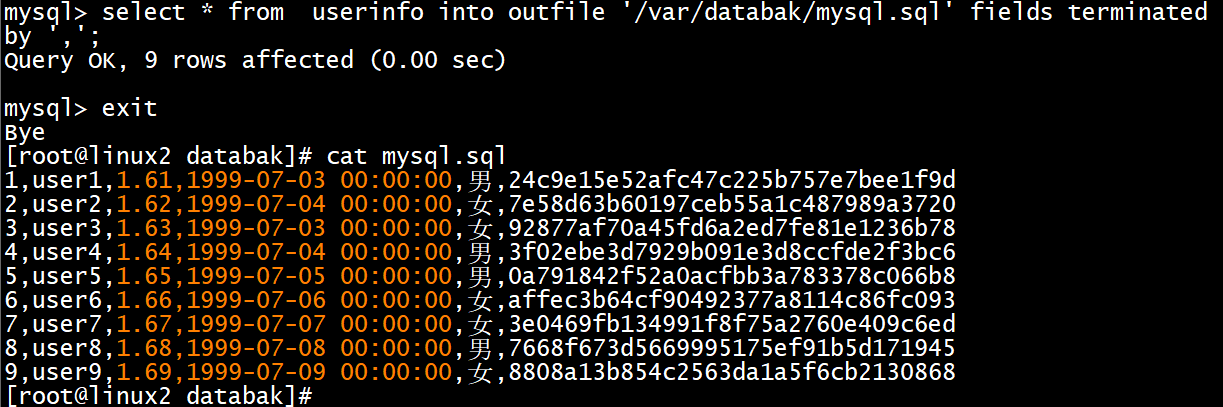 mysql> select * from  userinfo into outfile '/var/databak/mysql.sql' fields terminated
by ',';
Query OK, 9 rows affected (0.00 sec)
mysql> exit
Bye
[root@linux2 databak]# cat mysql.sql
1,user1,1.61,1999-07-03 00:00:00,男,24c9e15e52afc47c225b757e7bee1f9d
2,user2,1.62,1999-07-04 00:00:00,女,7e58d63b60197ceb55a1c487989a3720
3,user3,1.63,1999-07-03 00:00:00,女,92877af70a45fd6a2ed7fe81e1236b78
4,user4,1.64,1999-07-04 00:00:00,男,3f02ebe3d7929b091e3d8ccfde2f3bc6
5,user5,1.65,1999-07-05 00:00:00,男,0a791842f52a0acfbb3a783378c066b8
6,user6,1.66,1999-07-06 00:00:00,女,affec3b64cf90492377a8114c86fc093
7,user7,1.67,1999-07-07 00:00:00,女,3e0469fb134991f8f75a2760e409c6ed
8,user8,1.68,1999-07-08 00:00:00,男,7668f673d5669995175ef91b5d171945
9,user9,1.69,1999-07-09 00:00:00,女,8808a13b854c2563da1a5f6cb2130868
[root@linux2 databak]#